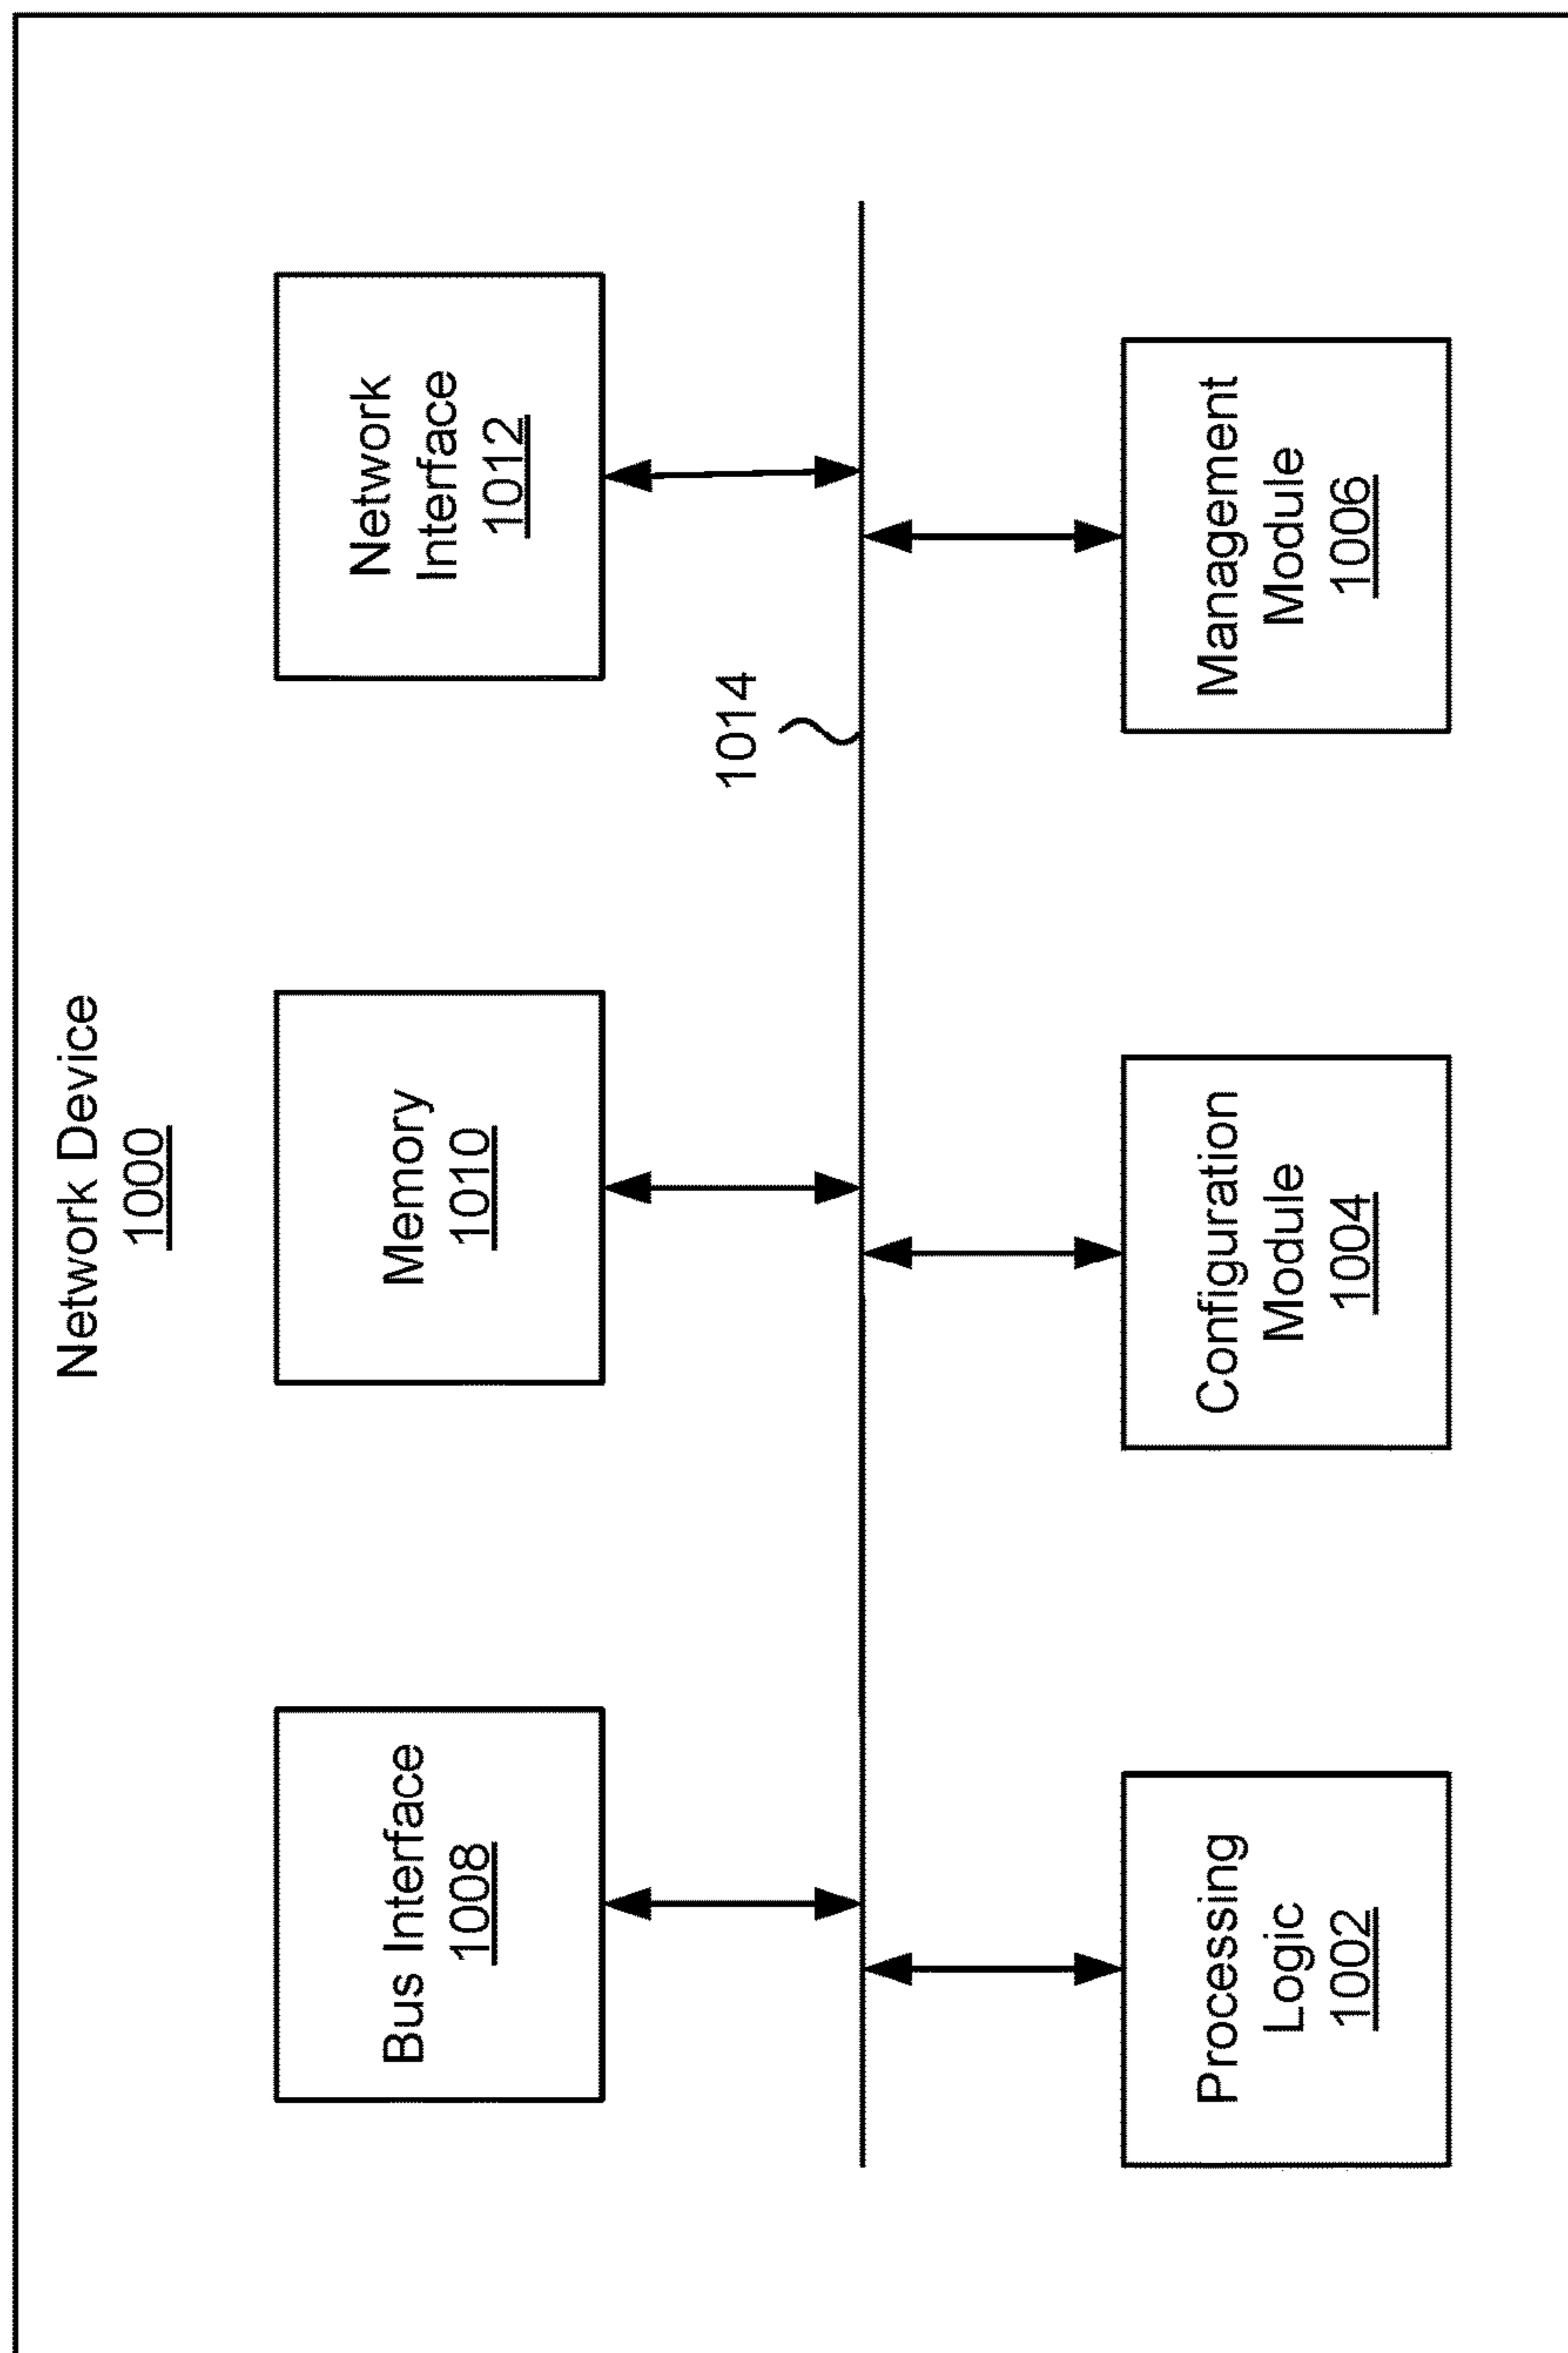 Network Device
1000
Bus Interface
1008
Memory
1010
Network
Interface
1012
1014
Processing
Logic
1002
Configuration
Module
1004
Management
Module
1006